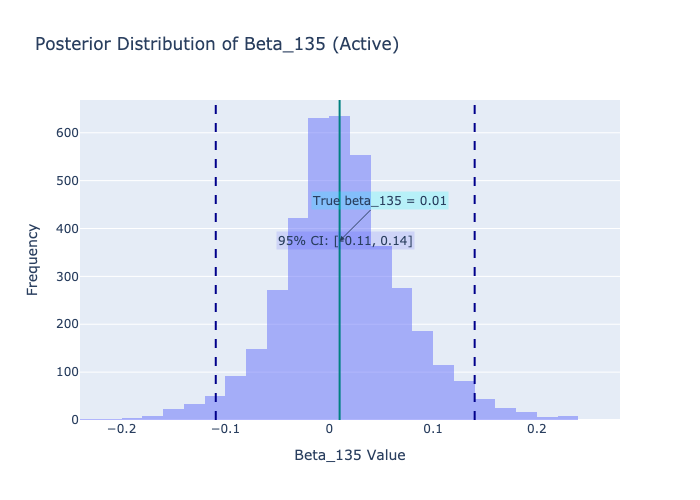 Posterior Distribution of Beta_135 (Active)
600
500
400
300
200
100
0
Frequency
True beta_135 = 0.01
95% CI: [-0.11, 0.14]
−0.2
−0.1
0
0.1
0.2
Beta_135 Value